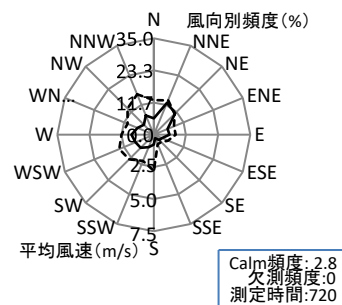 N
風向別頻度(%)
35.0
NNW
NNE
NW
23.3
NE
WN...
11.7
ENE
W
0.0
E
WSW
2.5
ESE
SW
5.0
SE
SSW
SSE
平均風速(m/s)
7.5
S
Calm頻度: 2.8
欠測頻度:0
測定時間:720